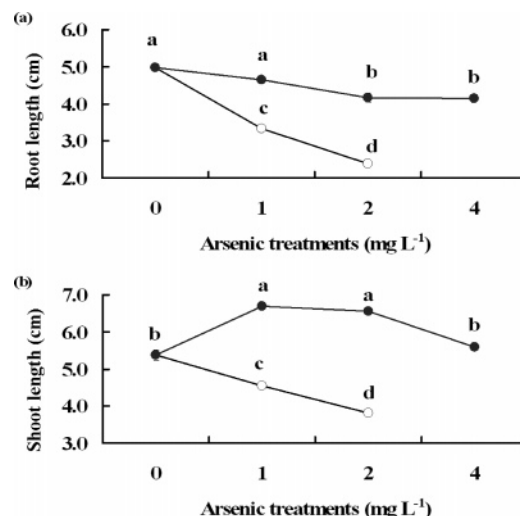 (a)
6.0
a
a
5.0
b
b
4.0
c
3.0
d
2.0
Root length (cm)
0 1 2 4
Arsenic treatments (mg L⁻¹)
(b)
7.0
a
a
6.0
b
b
5.0
c
4.0
d
3.0
Shoot length (cm)
0 1 2 4
Arsenic treatments (mg L⁻¹)